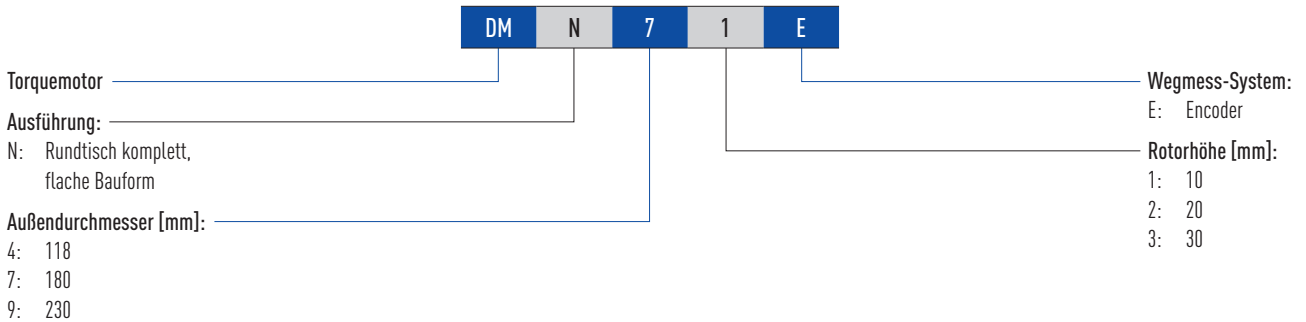 DM N 7 1 E
Torquemotor
Ausführung:
N: Rundtisch komplett,
flache Bauform
Außendurchmesser [mm]:
4: 118
7: 180
9: 230
Wegmess-System:
E: Encoder
Rotorhöhe [mm]:
1: 10
2: 20
3: 30